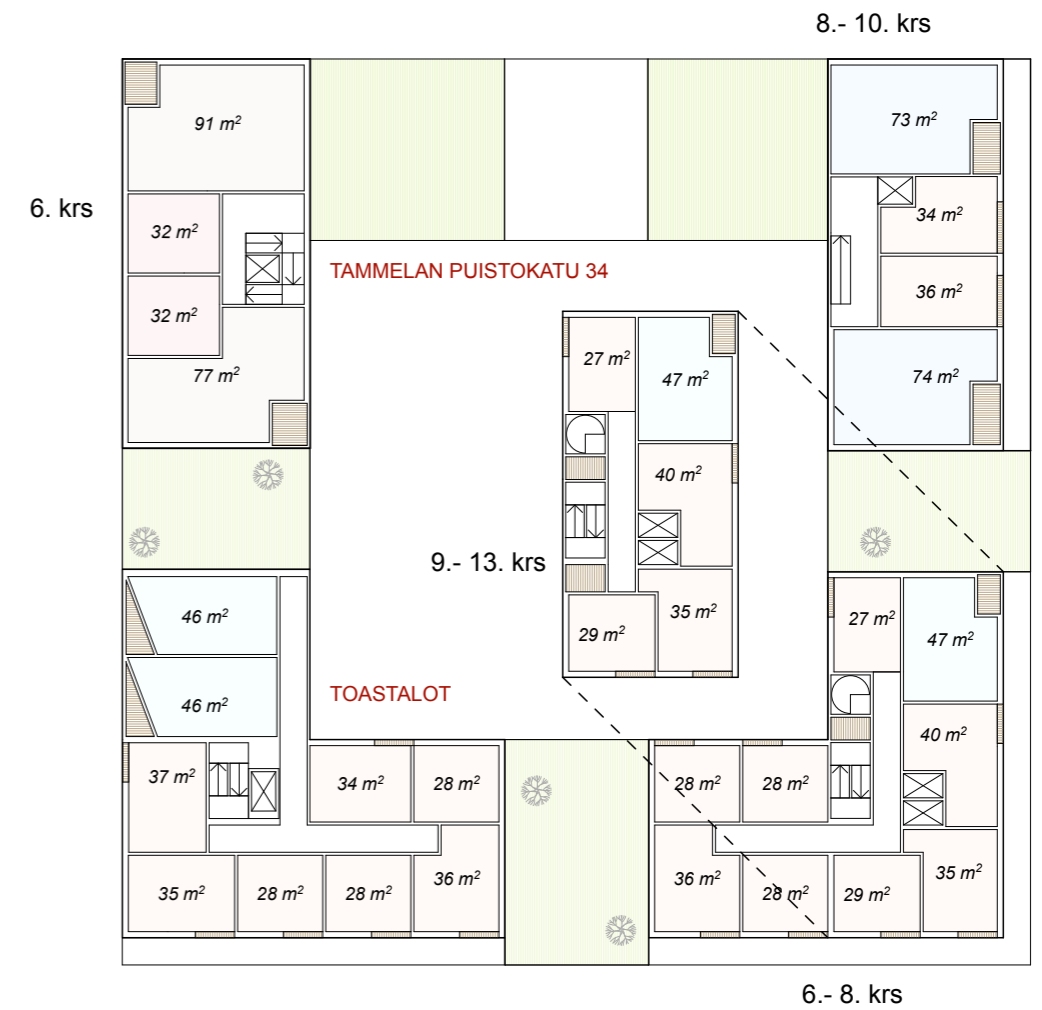 8.- 10. krs
91 m²
73 m²
6. krs
32 m²
34 m²
TAMMELAN PUISTOKATU 34
36 m²
32 m²
27 m²
47 m²
77 m²
74 m²
40 m²
9.- 13. krs
35 m²
29 m²
46 m²
27 m²
47 m²
46 m²
TOASTALOT
40 m²
37 m²
34 m²
28 m²
28 m²
28 m²
35 m²
28 m²
28 m²
36 m²
36 m²
28 m²
29 m²
35 m²
6.- 8. krs